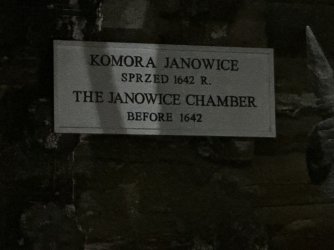 KOMORA JANOWICE
SPRZED 1642 R.
THE JANOWICE CHAMBER
BEFORE 1642